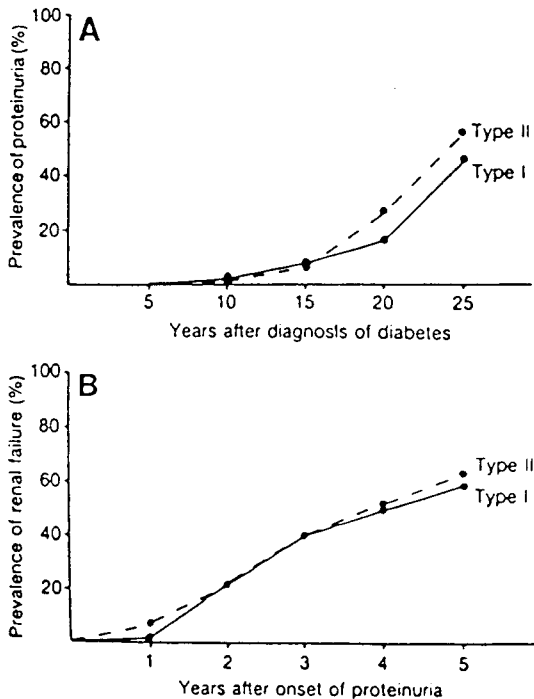 A
Prevalence of proteinuria (%)
100
80
60
40
20
Type II
Type I
5 10 15 20 25
Years after diagnosis of diabetes
B
Prevalence of renal failure (%)
100
80
60
40
20
Type II
Type I
1 2 3 4 5
Years after onset of proteinuria